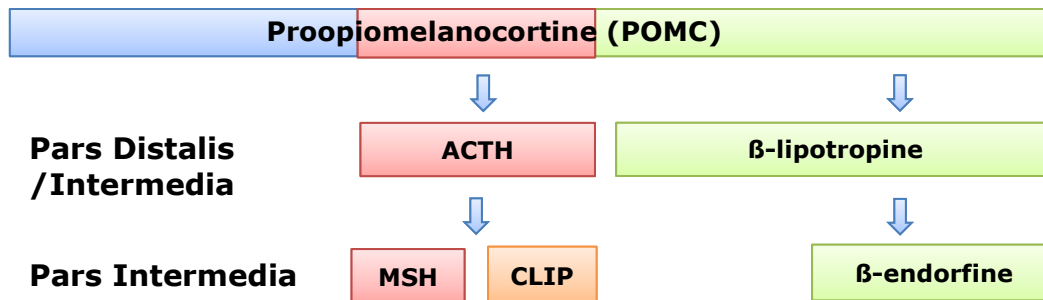 Proopiomelanocortine (POMC)
Pars Distalis
/Intermedia
ACTH
ß-lipotropine
Pars Intermedia
MSH
CLIP
ß-endorfine